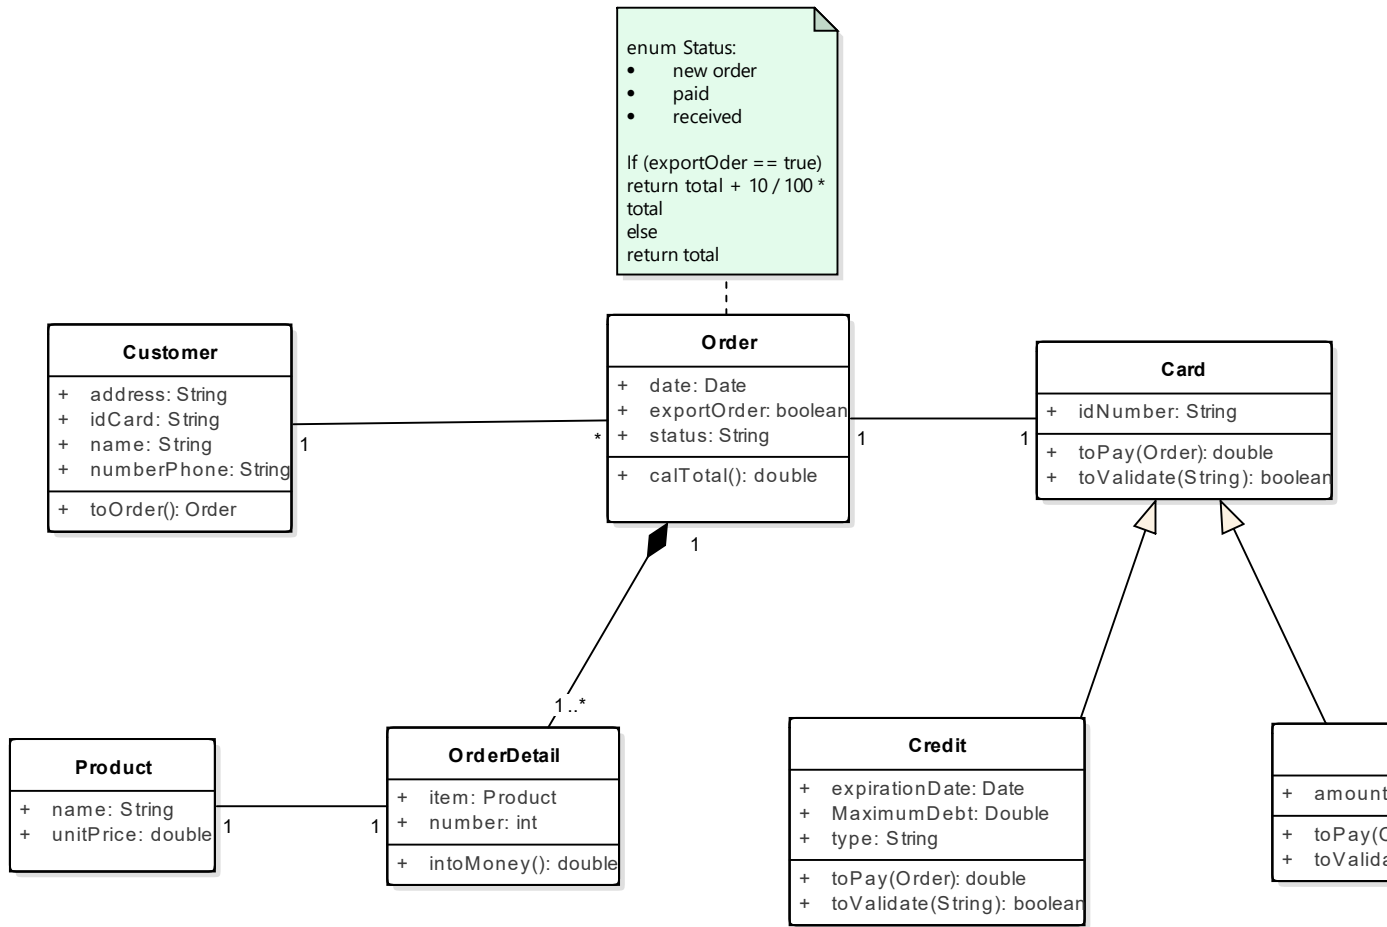 enum Status:
• new order
• paid
• received
If (exportOder == true)
return total + 10 / 100 *
total
else
return total
Customer
+ address: String
+ idCard: String
+ name: String
+ numberPhone: String
+ toOrder(): Order
1
*
Order
+ date: Date
+ exportOrder: boolean
+ status: String
+ calTotal(): double
1
1
Card
+ idNumber: String
+ toPay(Order): double
+ toValidate(String): boolean
1
1..*
Product
+ name: String
+ unitPrice: double
1
1
OrderDetail
+ item: Product
+ number: int
+ intoMoney(): double
Credit
+ expirationDate: Date
+ MaximumDebt: Double
+ type: String
+ toPay(Order): double
+ toValidate(String): boolean
+ amount
+ toPay(
+ toValida